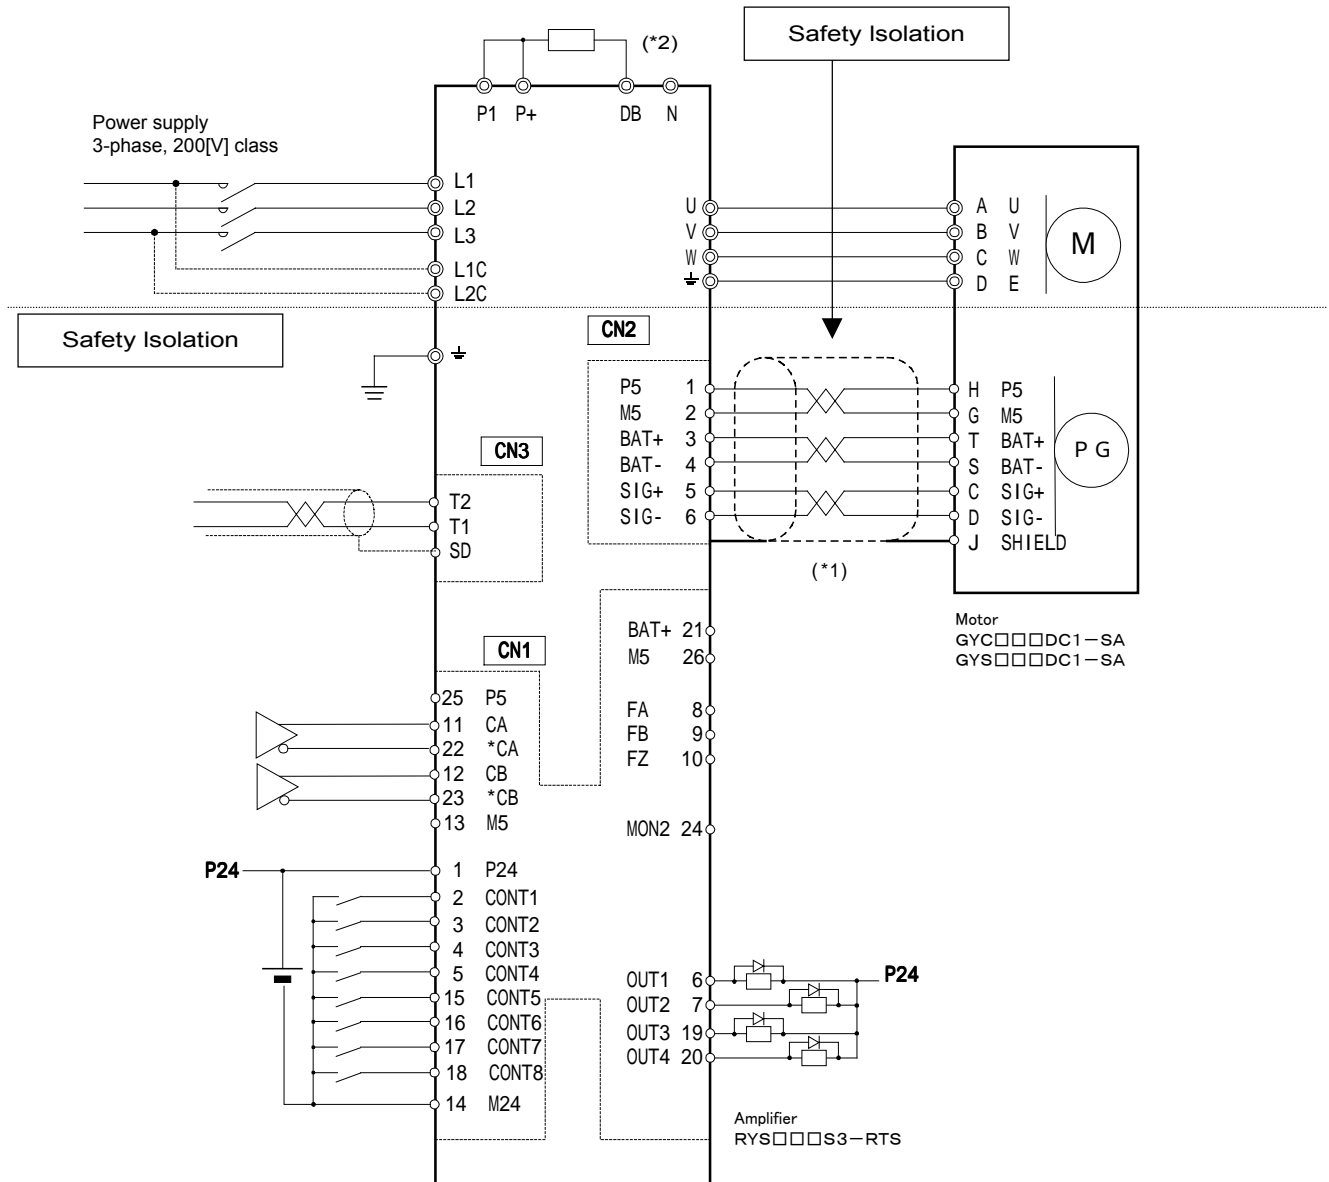 Safety Isolation
(*2)
P1 P+ DB N
Power supply
3-phase, 200[V] class
L1
L2
L3
L1C
L2C
U
V
W
A U
B V
C W
D E
M
Safety Isolation
CN2
P5 1
M5 2
BAT+ 3
BAT- 4
SIG+ 5
SIG- 6
H P5
G M5
T BAT+
S BAT-
C SIG+
D SIG-
J SHIELD
PG
(*1)
CN3
T2
T1
SD
Motor
GYC□□□DC1-SA
GYS□□□DC1-SA
CN1
BAT+ 21
M5 26
FA 8
FB 9
FZ 10
MON2 24
25 P5
11 CA
22 *CA
12 CB
23 *CB
13 M5
P24
1 P24
2 CONT1
3 CONT2
4 CONT3
5 CONT4
15 CONT5
16 CONT6
17 CONT7
18 CONT8
14 M24
OUT1 6
OUT2 7
OUT3 19
OUT4 20
P24
Amplifier
RYS□□□S3-RTS